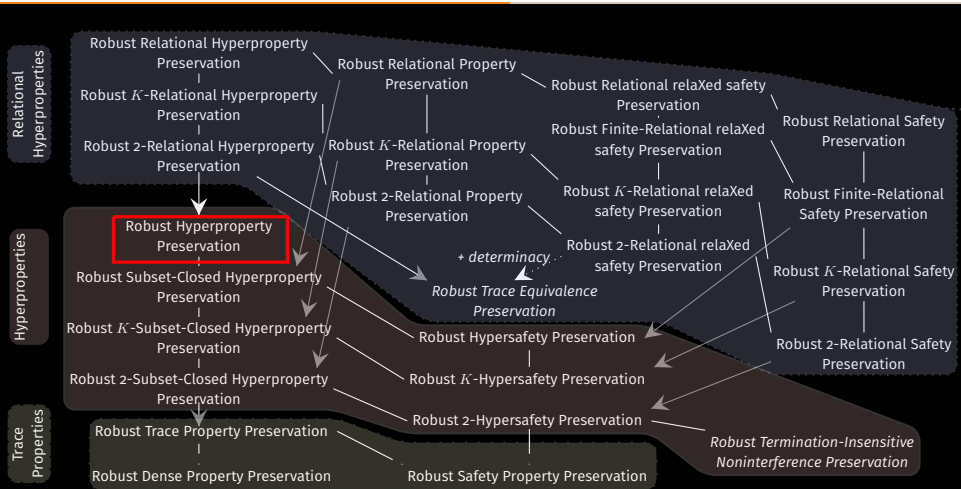 Relational
Hyperproperties
Robust Relational Hyperproperty
Preservation
Robust K-Relational Hyperproperty
Preservation
Robust 2-Relational Hyperproperty
Preservation
Robust Relational Property
Preservation
Robust K-Relational Property
Preservation
Robust 2-Relational Property
Preservation
Robust Relational relaXed safety
Preservation
Robust Finite-Relational relaXed
safety Preservation
Robust K-Relational relaXed
safety Preservation
Robust 2-Relational relaXed
safety Preservation
Robust Relational Safety
Preservation
Robust Finite-Relational
Safety Preservation
Robust K-Relational Safety
Preservation
Robust 2-Relational Safety
Preservation
+ determinacy
Robust Trace Equivalence
Preservation
Hyperproperties
Robust Hyperproperty
Preservation
Robust Subset-Closed Hyperproperty
Preservation
Robust K-Subset-Closed Hyperproperty
Preservation
Robust 2-Subset-Closed Hyperproperty
Preservation
Robust Hypersafety Preservation
Robust K-Hypersafety Preservation
Robust 2-Hypersafety Preservation
Robust Termination-Insensitive
Noninterference Preservation
Trace
Properties
Robust Trace Property Preservation
Robust Dense Property Preservation
Robust Safety Property Preservation